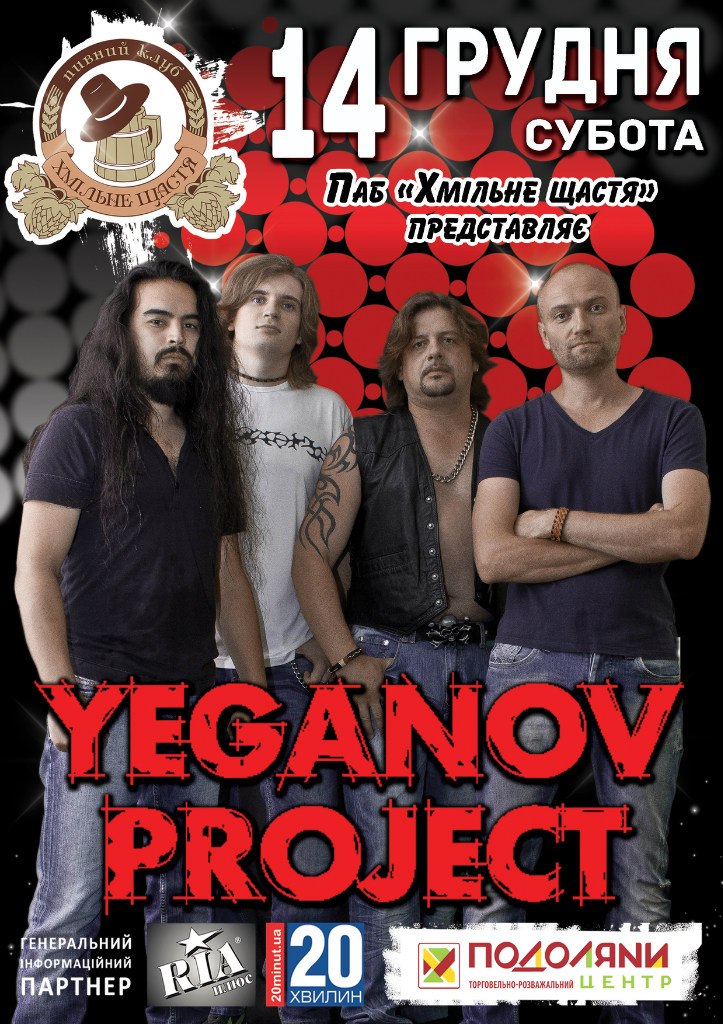 ПИВНИЙ КЛУБ
ХМІЛЬНЕ ЩАСТЯ
14 ГРУДНЯ
СУБОТА
ПАБ «ХМІЛЬНЕ ЩАСТЯ»
ПРЕДСТАВЛЯЄ
YEGANOV
PROJECT
ГЕНЕРАЛЬНИЙ
ІНФОРМАЦІЙНИЙ
ПАРТНЕР
RIA®
ПЛЮС
20minut.ua
20
ХВИЛИН
ПОДОЛЯНИ
ТОРГОВЕЛЬНО-РОЗВАЖАЛЬНИЙ ЦЕНТР